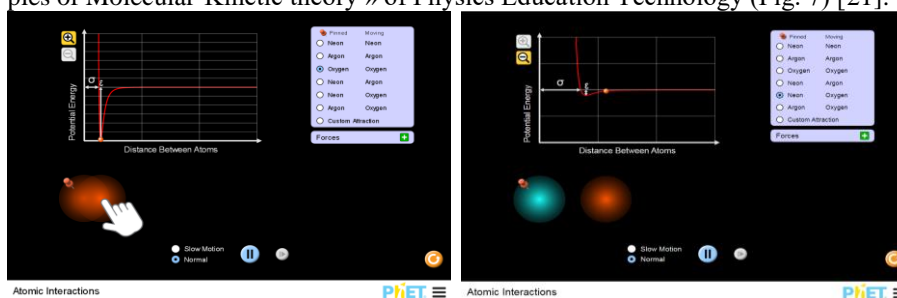 ples of Molecular-Kinetic theory » of Physics Education Technology (Fig. 7) [21].
Pinned Moving
Neon Neon
Argon Argon
Oxygen Oxygen
Neon Argon
Neon Oxygen
Argon Oxygen
Custom Attraction
Forces
Potential Energy
σ
ε
Distance Between Atoms
Slow Motion
Normal
Atomic Interactions
PhET
Pinned Moving
Neon Neon
Argon Argon
Oxygen Oxygen
Neon Argon
Neon Oxygen
Argon Oxygen
Custom Attraction
Forces
Potential Energy
σ
ε
Distance Between Atoms
Slow Motion
Normal
Atomic Interactions
PhET